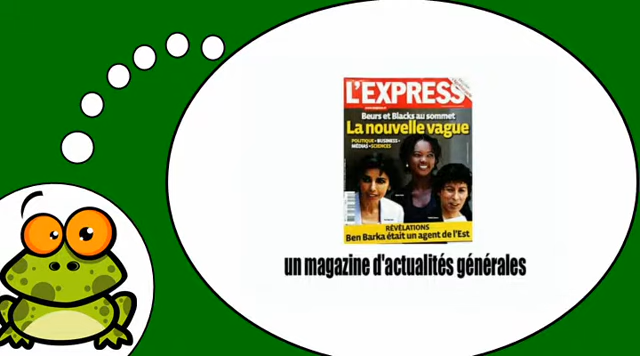 L'EXPRESS
Beurs et Blacks au sommet
La nouvelle vague
POLITIQUE • BUSINESS •
MÉDIAS • SCIENCES
RÉVÉLATIONS
Ben Barka était un agent de l'Est
un magazine d'actualités générales